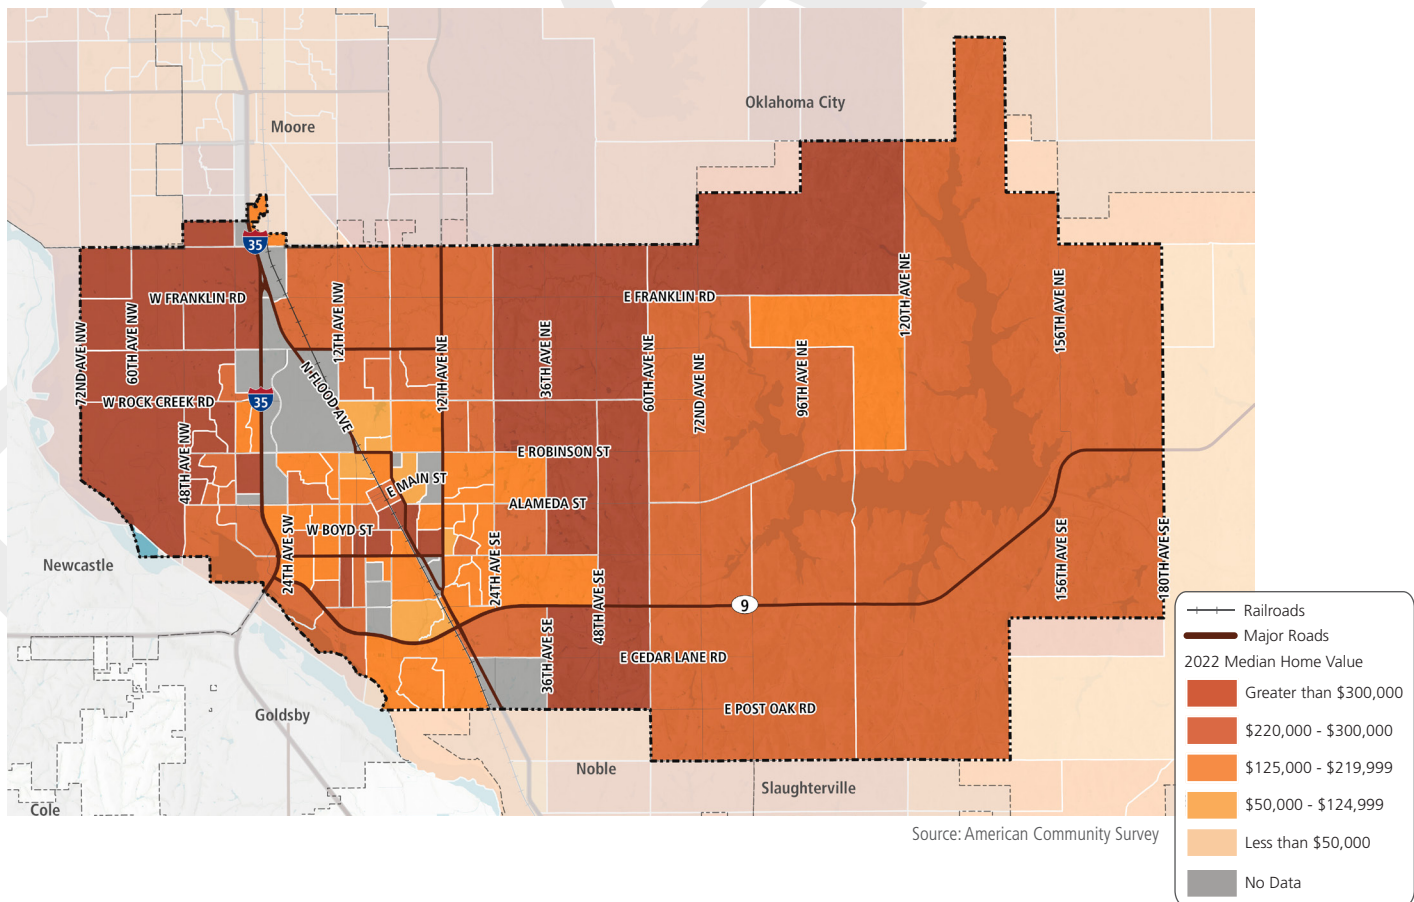 Oklahoma City
Moore
35
W FRANKLIN RD
E FRANKLIN RD
12TH AVE NW
120TH AVE NE
156TH AVE NE
72ND AVE NW
60TH AVE NW
N FLOOD AVE
12TH AVE NE
36TH AVE NE
60TH AVE NE
72ND AVE NE
96TH AVE NE
W ROCK CREEK RD
35
48TH AVE NW
E ROBINSON ST
E MAIN ST
ALAMEDA ST
W BOYD ST
24TH AVE SW
24TH AVE SE
48TH AVE SE
156TH AVE SE
180TH AVE SE
Newcastle
9
36TH AVE SE
E CEDAR LANE RD
E POST OAK RD
Goldsby
Noble
Slaughterville
Cole
Railroads
Major Roads
2022 Median Home Value
Greater than $300,000
$220,000 - $300,000
$125,000 - $219,999
$50,000 - $124,999
Less than $50,000
No Data
Source: American Community Survey